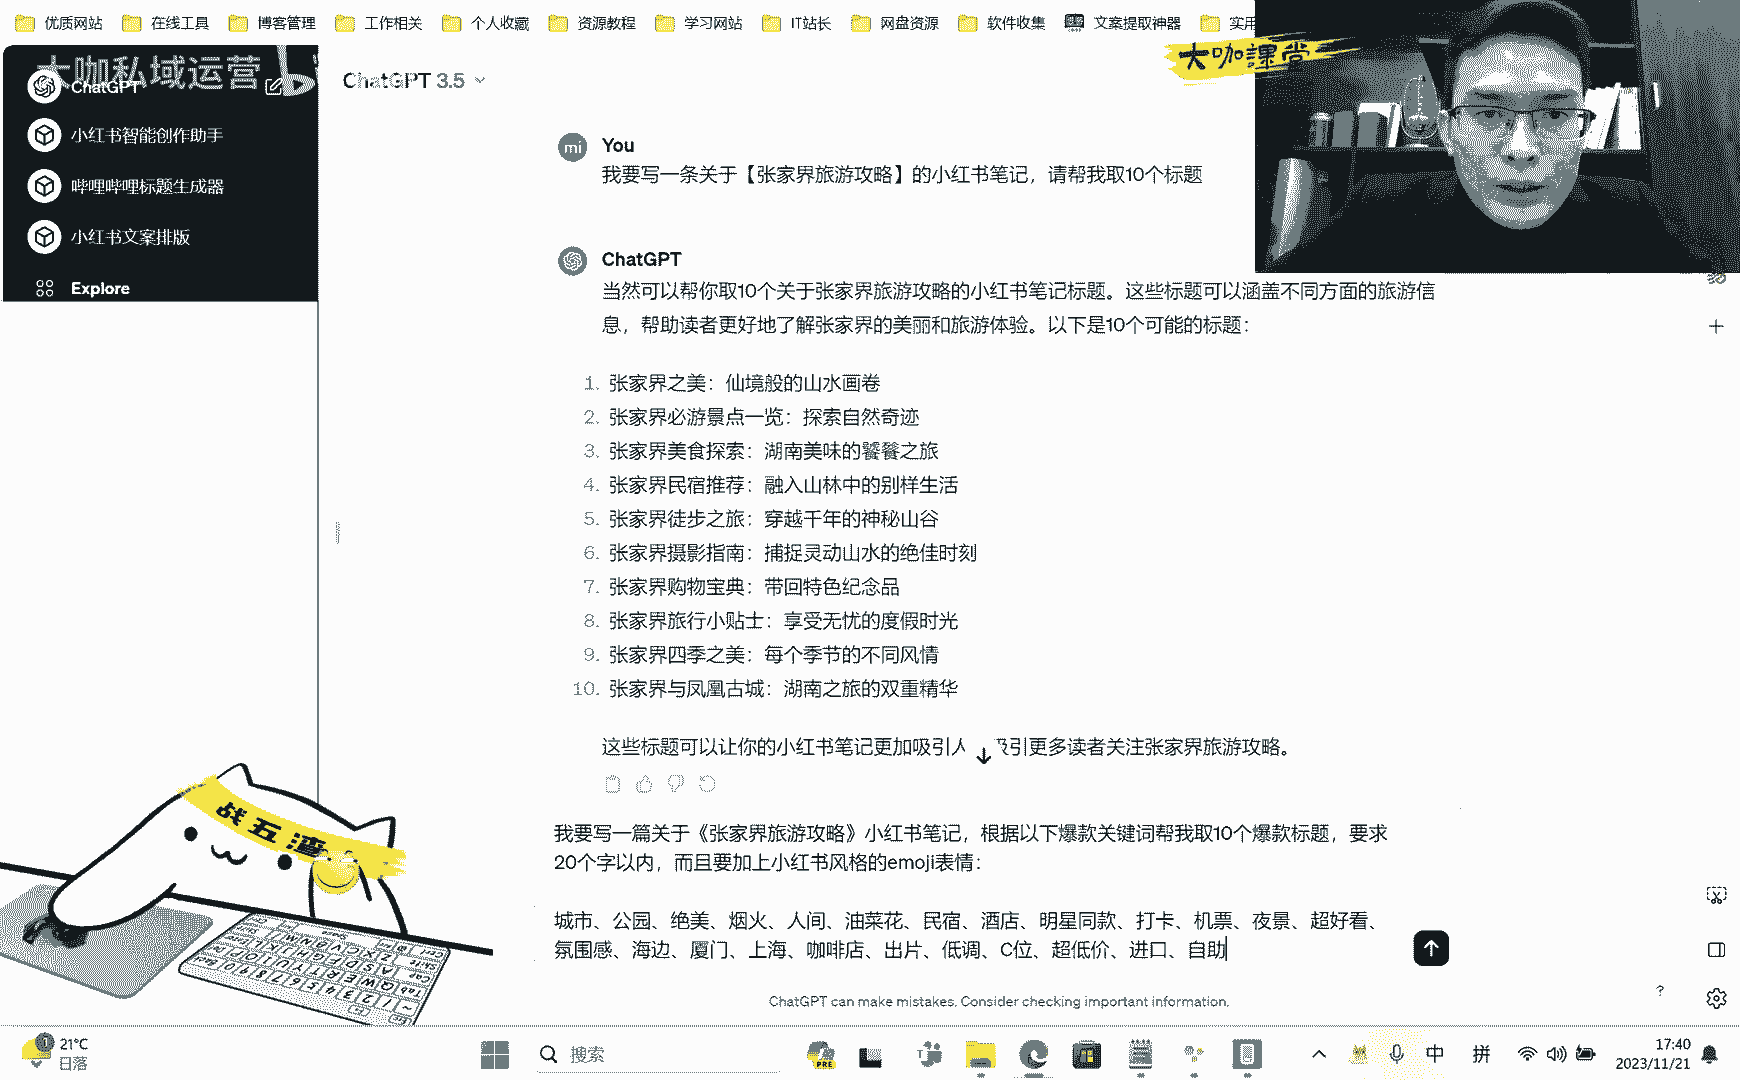 优质网站 在线工具 博客管理 工作相关 个人收藏 资源教程 学习网站 IT站长 网盘资源 软件收集 文案提取神器 实用
大咖課堂
大咖私域运营
ChatGPT
小红书智能创作助手
哔哩哔哩标题生成器
小红书文案排版
Explore
ChatGPT 3.5
mi
You
我要写一条关于【张家界旅游攻略】的小红书笔记，请帮我取10个标题
ChatGPT
当然可以帮你取10个关于张家界旅游攻略的小红书笔记标题。这些标题可以涵盖不同方面的旅游信
息，帮助读者更好地了解张家界的美丽和旅游体验。以下是10个可能的标题：
1. 张家界之美：仙境般的山水画卷
2. 张家界必游景点一览：探索自然奇迹
3. 张家界美食探索：湖南美味的饕餮之旅
4. 张家界民宿推荐：融入山林中的别样生活
5. 张家界徒步之旅：穿越千年的神秘山谷
6. 张家界摄影指南：捕捉灵动山水的绝佳时刻
7. 张家界购物宝典：带回特色纪念品
8. 张家界旅行小贴士：享受无忧的度假时光
9. 张家界四季之美：每个季节的不同风情
10. 张家界与凤凰古城：湖南之旅的双重精华
这些标题可以让你的小红书笔记更加吸引人 引更多读者关注张家界旅游攻略。
我要写一篇关于《张家界旅游攻略》小红书笔记，根据以下爆款关键词帮我取10个爆款标题，要求
20个字以内，而且要加上小红书风格的emoji表情：
城市、公园、绝美、烟火、人间、油菜花、民宿、酒店、明星同款、打卡、机票、夜景、超好看、
氛围感、海边、厦门、上海、咖啡店、出片、低调、C位、超低价、进口、自助
ChatGPT can make mistakes. Consider checking important information.
?
战五渣
21°C
日落
搜索
PRE
中
拼
17:40
2023/11/21